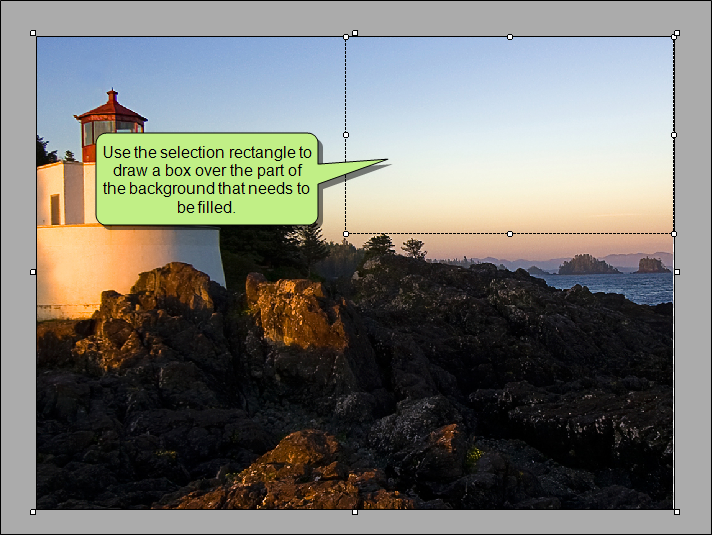 Use the selection rectangle to
draw a box over the part of
the background that needs to
be filled.